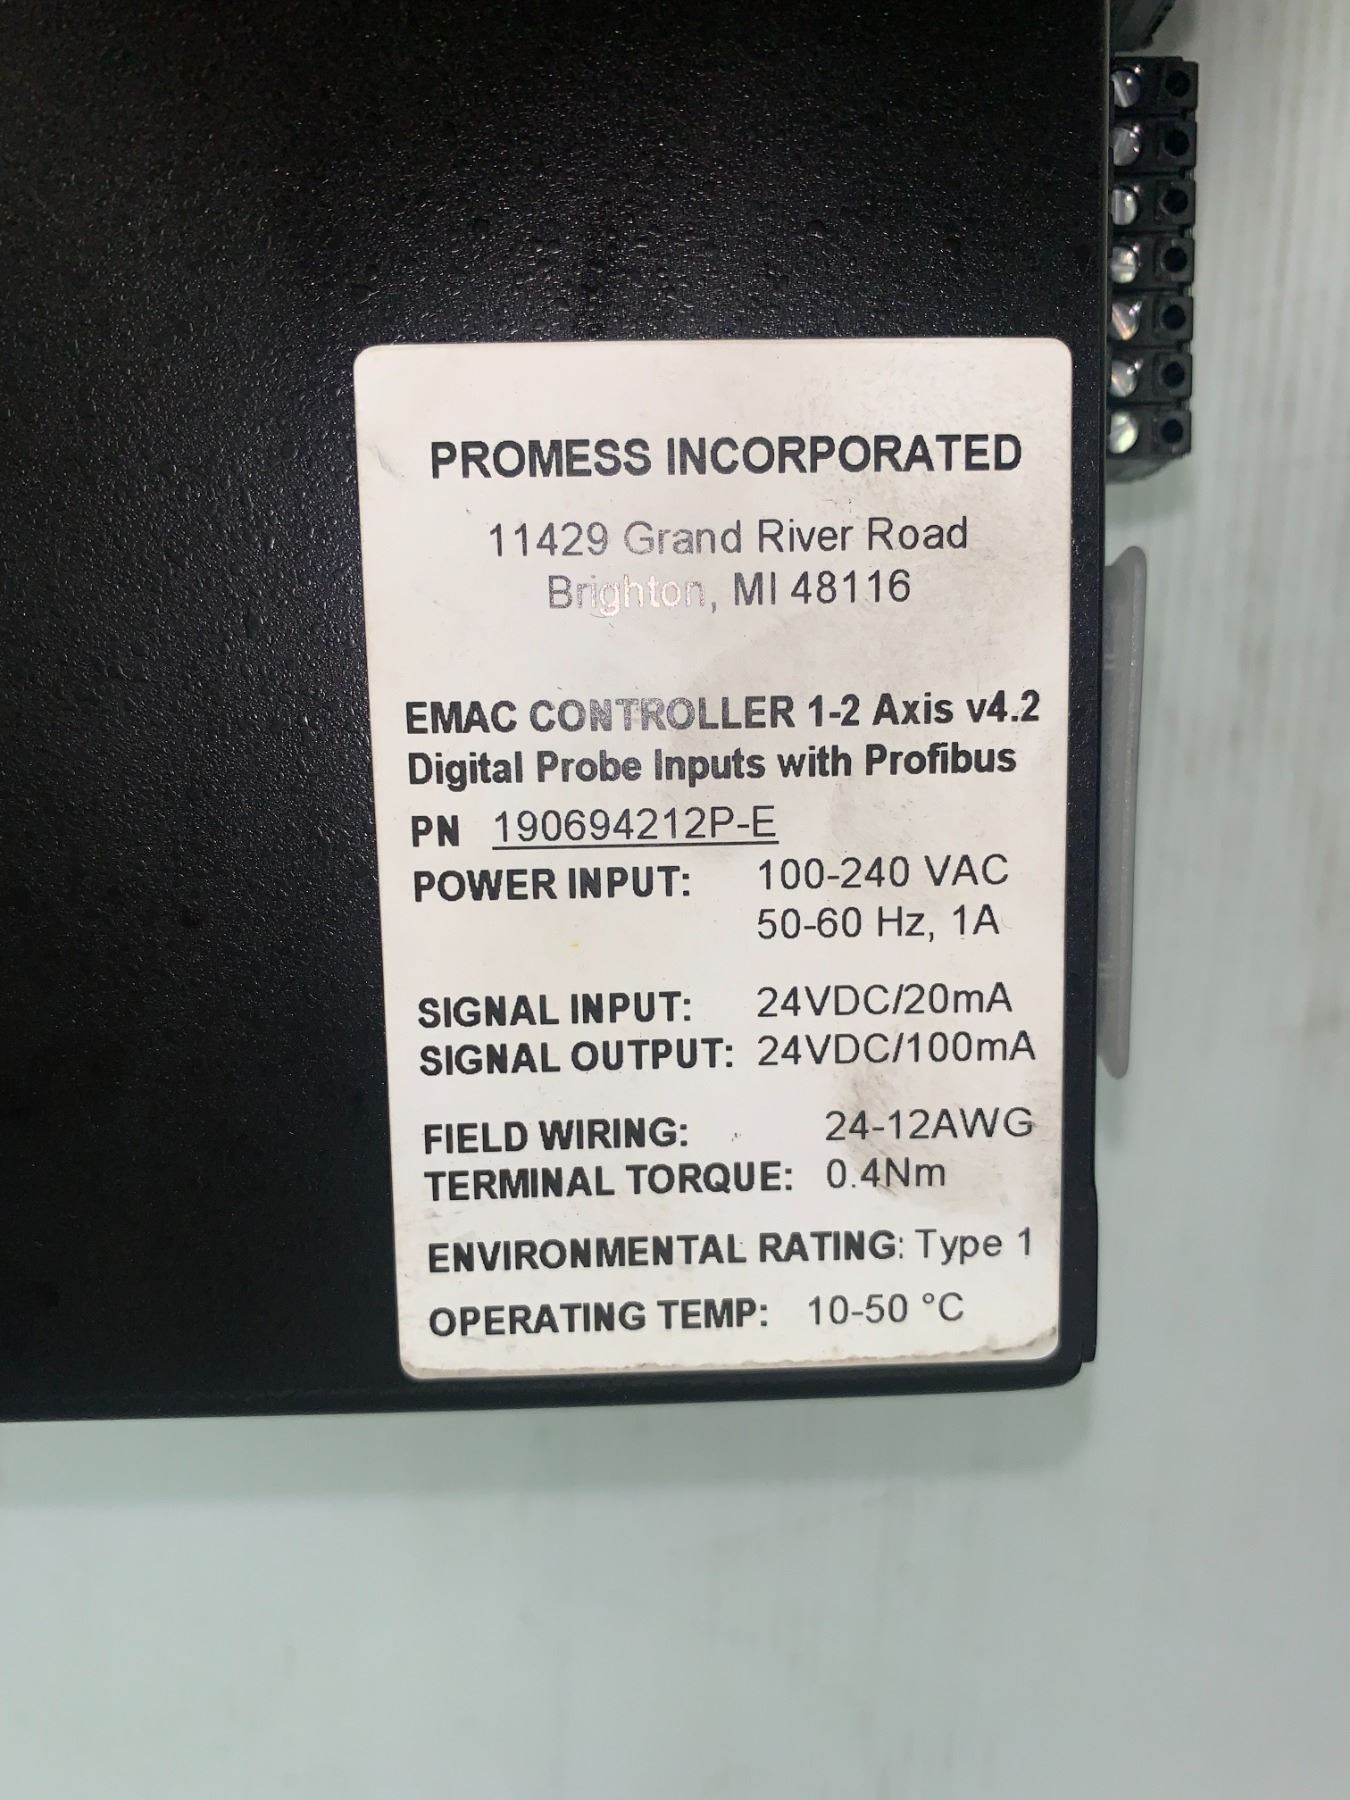 PROMESS INCORPORATED
11429 Grand River Road
Brighton, MI 48116
EMAC CONTROLLER 1-2 Axis v4.2
Digital Probe Inputs with Profibus
PN 190694212P-E
POWER INPUT: 100-240 VAC
50-60 Hz, 1A
SIGNAL INPUT: 24VDC/20mA
SIGNAL OUTPUT: 24VDC/100mA
FIELD WIRING: 24-12AWG
TERMINAL TORQUE: 0.4Nm
ENVIRONMENTAL RATING: Type 1
OPERATING TEMP: 10-50 °C